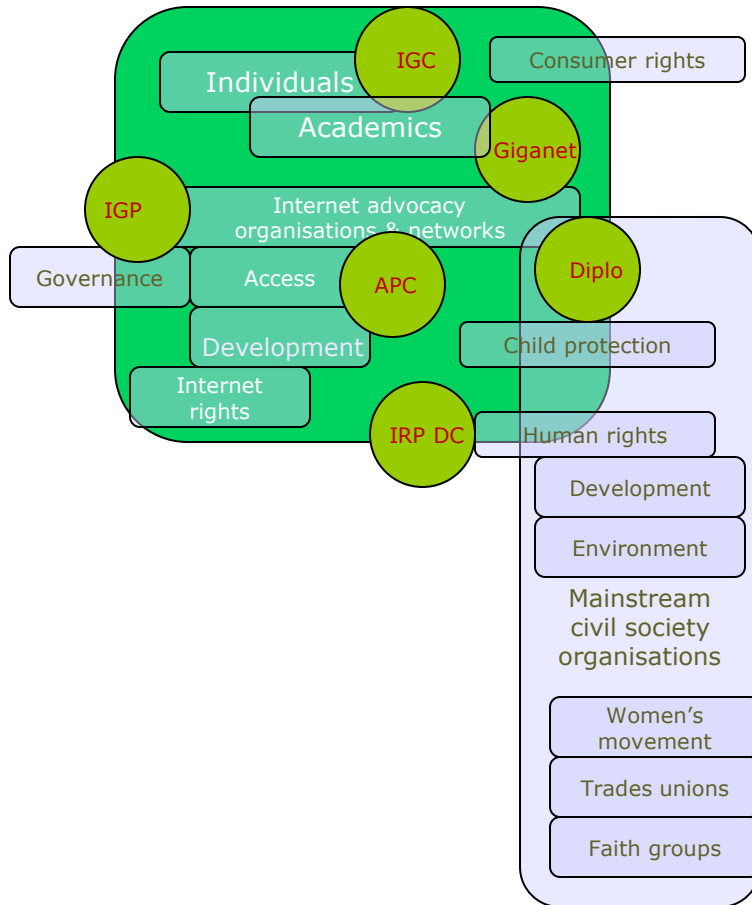 IGC
Consumer rights
Individuals
Academics
Giganet
IGP
Internet advocacy
organisations & networks
Governance
Access
APC
Diplo
Development
Child protection
Internet
rights
IRP DC
Human rights
Development
Environment
Mainstream
civil society
organisations
Women’s
movement
Trades unions
Faith groups